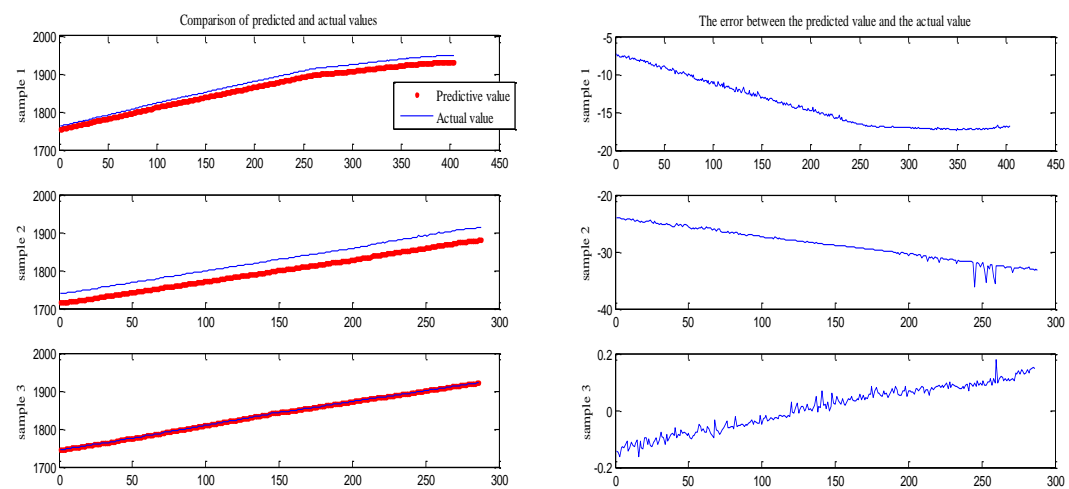 Comparison of predicted and actual values
2000
1900
1800
1700
sample 1
0 50 100 150 200 250 300 350 400 450
Predictive value
Actual value
2000
1900
1800
1700
sample 2
0 50 100 150 200 250 300
2000
1900
1800
1700
sample 3
0 50 100 150 200 250 300
The error between the predicted value and the actual value
-5
-10
-15
-20
sample 1
0 50 100 150 200 250 300 350 400 450
-20
-30
-40
sample 2
0 50 100 150 200 250 300
0.2
0
-0.2
sample 3
0 50 100 150 200 250 300